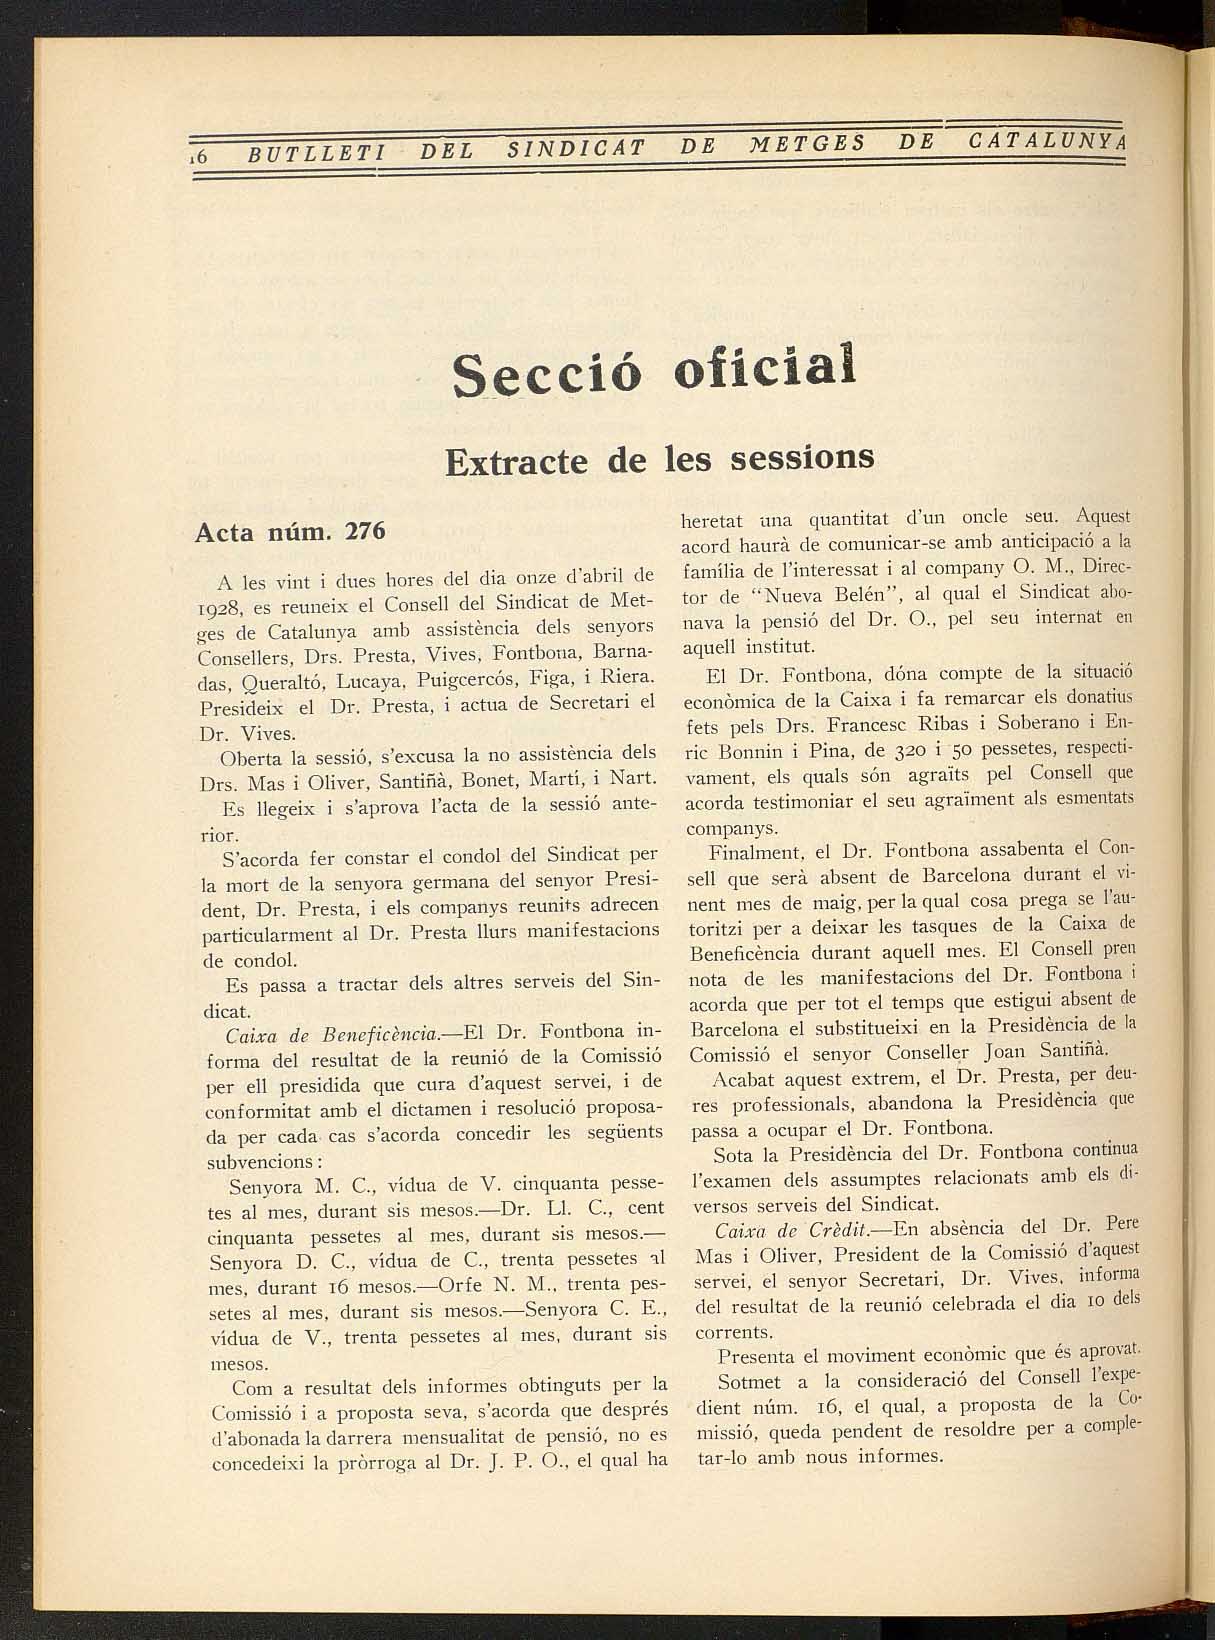 16 BUTLLETI DEL SINDICAT DE METGES DE CATALUNYA
Secció oficial
Extracte de les sessions
Acta núm. 276
A les vint i dues hores del dia onze d'abril de
1928, es reuneix el Consell del Sindicat de Met-
ges de Catalunya amb assistència dels senyors
Consellers, Drs. Presta, Vives, Fontbona, Barna-
das, Queraltó, Lucaya, Puigcercós, Figa, i Riera.
Presideix el Dr. Presta, i actua de Secretari el
Dr. Vives.
Oberta la sessió, s'excusa la no assistència dels
Drs. Mas i Oliver, Santiñà, Bonet, Martí, i Nart.
Es llegeix i s'aprova l'acta de la sessió ante-
rior.
S'acorda fer constar el condol del Sindicat per
la mort de la senyora germana del senyor Presi-
dent, Dr. Presta, i els companys reunits adrecen
particularment al Dr. Presta llurs manifestacions
de condol.
Es passa a tractar dels altres serveis del Sin-
dicat.
Caixa de Beneficència.—El Dr. Fontbona in-
forma del resultat de la reunió de la Comissió
per ell presidida que cura d'aquest servei, i de
conformitat amb el dictamen i resolució proposa-
da per cada cas s'acorda concedir les següents
subvencions:
Senyora M. C., vídua de V. cinquanta pesse-
tes al mes, durant sis mesos.—Dr. Ll. C., cent
cinquanta pessetes al mes, durant sis mesos.—
Senyora D. C., vídua de C., trenta pessetes al
mes, durant 16 mesos.—Orfe N. M., trenta pes-
setes al mes, durant sis mesos.—Senyora C. E.,
vídua de V., trenta pessetes al mes, durant sis
mesos.
Com a resultat dels informes obtinguts per la
Comissió i a proposta seva, s'acorda que després
d'abonada la darrera mensualitat de pensió, no es
concedeixi la pròrroga al Dr. J. P. O., el qual ha
heretat una quantitat d'un oncle seu. Aquest
acord haurà de comunicar-se amb anticipació a la
família de l'interessat i al company O. M., Direc-
tor de "Nueva Belén", al qual el Sindicat abo-
nava la pensió del Dr. O., pel seu internat en
aquell institut.
El Dr. Fontbona, dóna compte de la situació
econòmica de la Caixa i fa remarcar els donatius
fets pels Drs. Francesc Ribas i Soberano i En-
ric Bonnin i Pina, de 320 i 50 pessetes, respecti-
vament, els quals són agraïts pel Consell que
acorda testimoniar el seu agraïment als esmentats
companys.
Finalment, el Dr. Fontbona assabenta el Con-
sell que serà absent de Barcelona durant el vi-
nent mes de maig, per la qual cosa prega se l'au-
toritzi per a deixar les tasques de la Caixa de
Beneficència durant aquell mes. El Consell pren
nota de les manifestacions del Dr. Fontbona i
acorda que per tot el temps que estigui absent de
Barcelona el substitueixi en la Presidència de la
Comissió el senyor Conseller Joan Santiñà.
Acabat aquest extrem, el Dr. Presta, per deu-
res professionals, abandona la Presidència que
passa a ocupar el Dr. Fontbona.
Sota la Presidència del Dr. Fontbona continua
l'examen dels assumptes relacionats amb els di-
versos serveis del Sindicat.
Caixa de Crèdit.—En absència del Dr. Pere
Mas i Oliver, President de la Comissió d'aquest
servei, el senyor Secretari, Dr. Vives, informa
del resultat de la reunió celebrada el dia 10 dels
corrents.
Presenta el moviment econòmic que és aprovat.
Sotmet a la consideració del Consell l'expe-
dient núm. 16, el qual, a proposta de la Co-
missió, queda pendent de resoldre per a comple-
tar-lo amb nous informes.